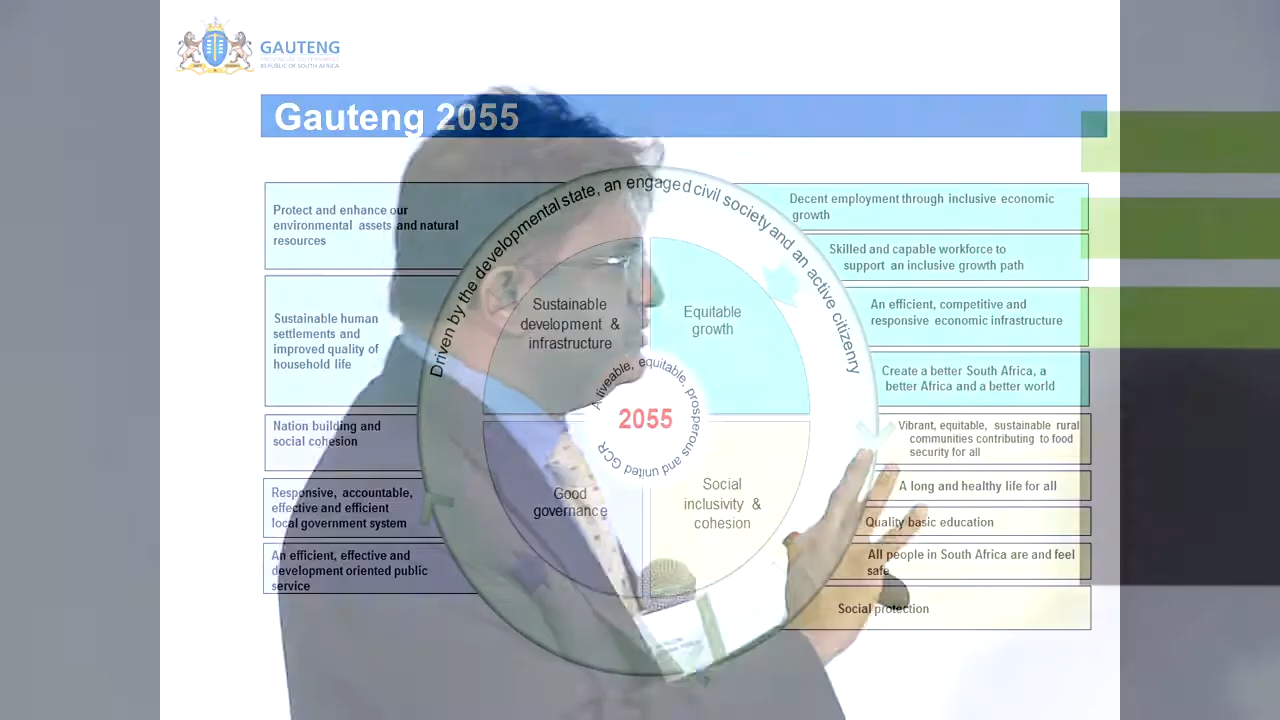 GAUTENG
PROVINCIAL GOVERNMENT
REPUBLIC OF SOUTH AFRICA
Gauteng 2055
Protect and enhance our
environmental assets and natural
resources
Sustainable human
settlements and
improved quality of
household life
Nation building and
social cohesion
Responsive, accountable,
effective and efficient
local government system
An efficient, effective and
development oriented public
service
Driven by the developmental state, an engaged civil society and an active citizenry
Sustainable
development &
infrastructure
Equitable
growth
A liveable, equitable, prosperous and united GCR
2055
Good
governance
Social
inclusivity &
cohesion
Decent employment through inclusive economic
growth
Skilled and capable workforce to
support an inclusive growth path
An efficient, competitive and
responsive economic infrastructure
Create a better South Africa, a
better Africa and a better world
Vibrant, equitable, sustainable rural
communities contributing to food
security for all
A long and healthy life for all
Quality basic education
All people in South Africa are and feel
safe
Social protection